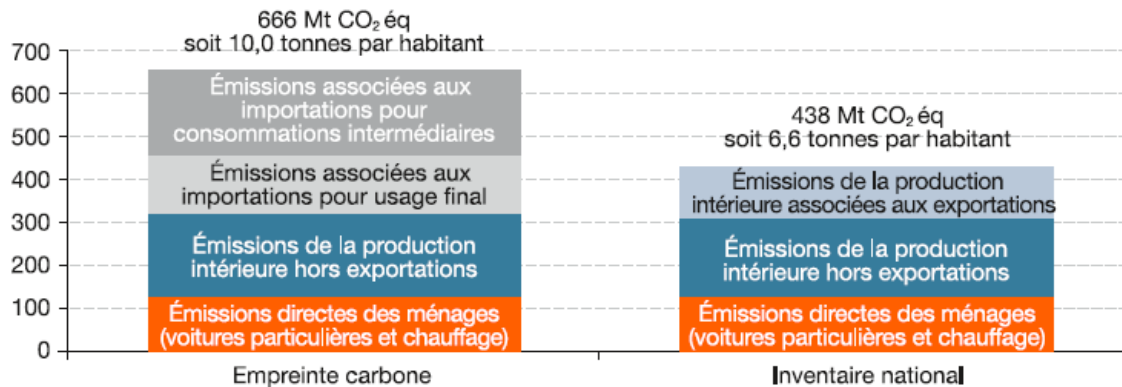 666 Mt CO₂ éq
soit 10,0 tonnes par habitant
700
600
500
400
300
200
100
0
Émissions associées aux
importations pour
consommations intermédiaires
Émissions associées aux
importations pour usage final
Émissions de la production
intérieure hors exportations
Émissions directes des ménages
(voitures particulières et chauffage)
Empreinte carbone
438 Mt CO₂ éq
soit 6,6 tonnes par habitant
Émissions de la production
intérieure associées aux exportations
Émissions de la production
intérieure hors exportations
Émissions directes des ménages
(voitures particulières et chauffage)
Inventaire national